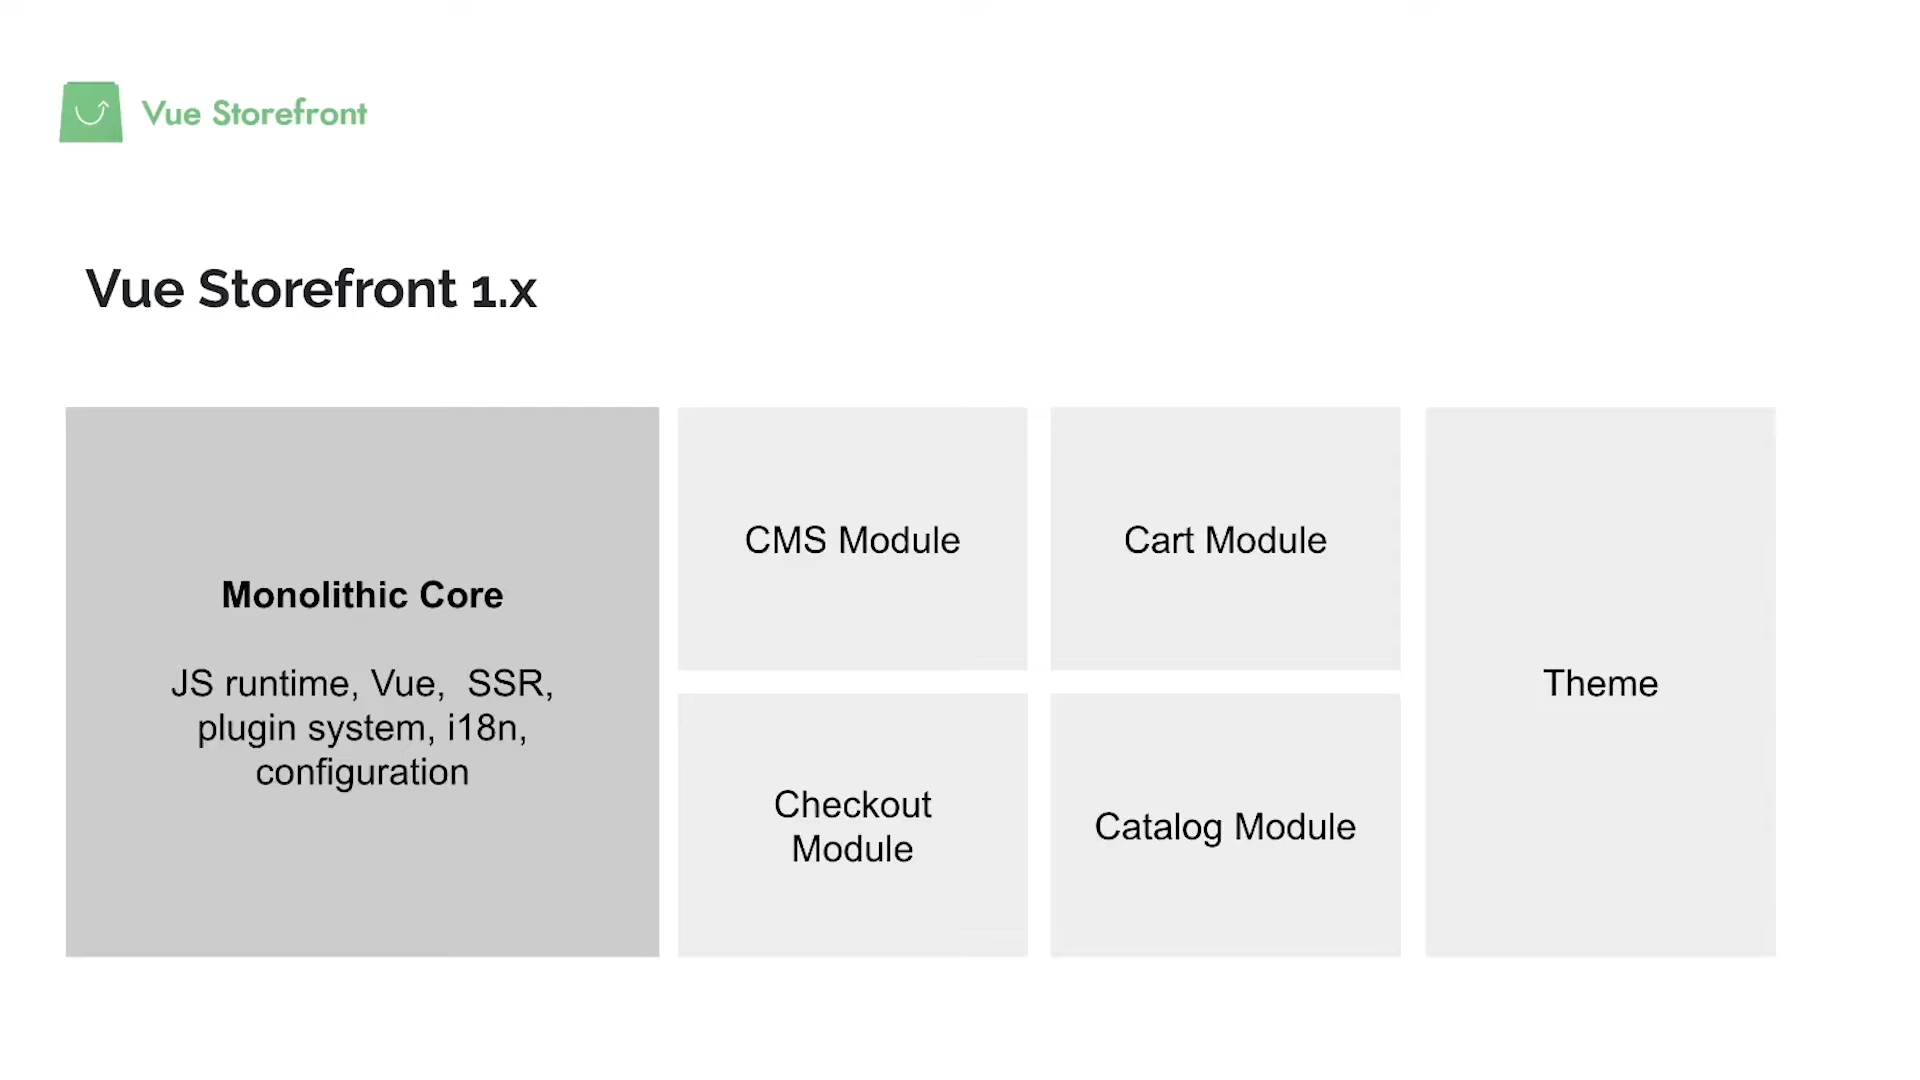 Vue Storefront
Vue Storefront 1.x
Monolithic Core
JS runtime, Vue,  SSR,
plugin system, i18n,
configuration
CMS Module
Cart Module
Checkout
Module
Catalog Module
Theme